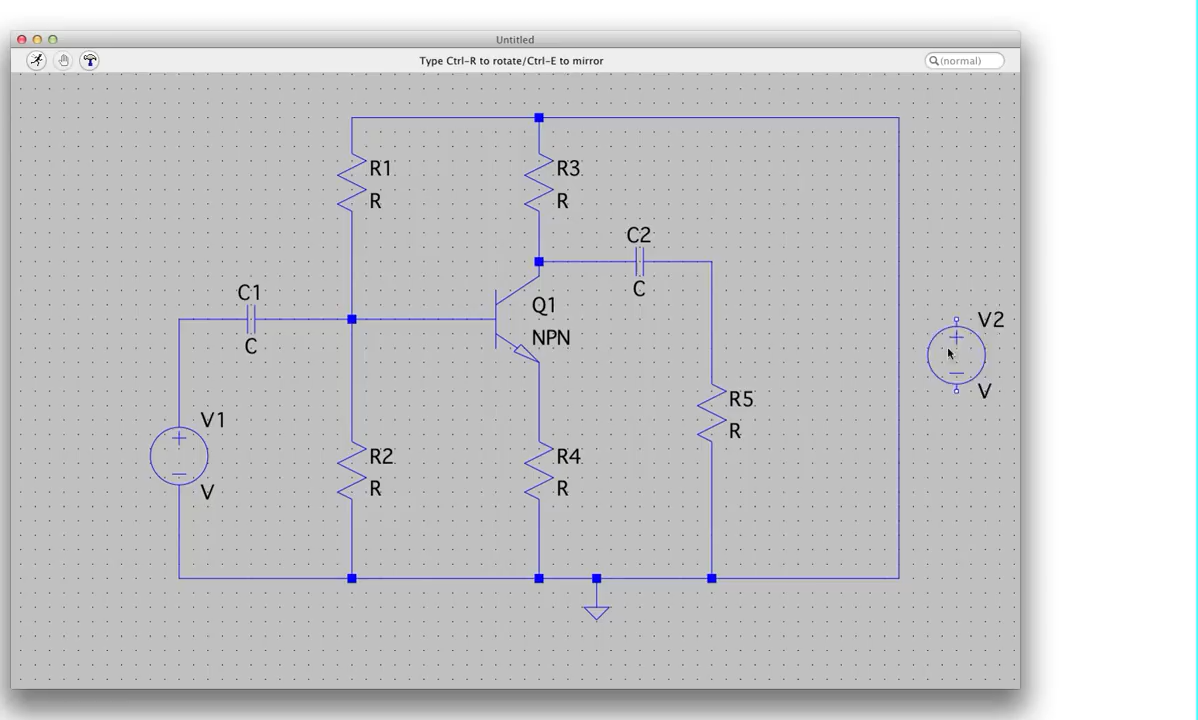 Untitled
Type Ctrl-R to rotate/Ctrl-E to mirror
(normal)
R1
R
R3
R
C2
C
C1
C
Q1
NPN
V2
V
R5
R
V1
V
R2
R
R4
R